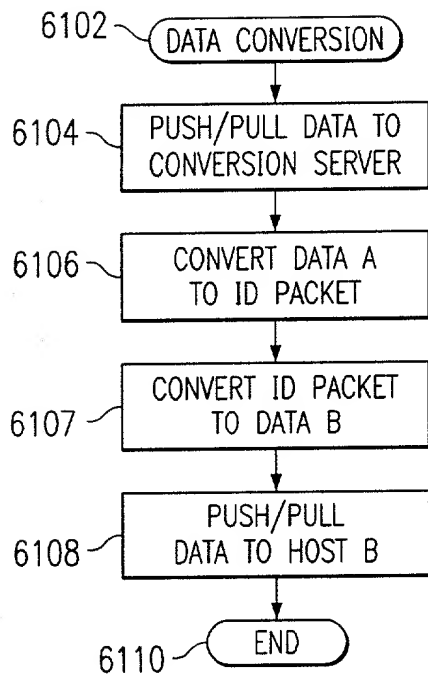 6102
DATA CONVERSION
6104
PUSH/PULL DATA TO
CONVERSION SERVER
6106
CONVERT DATA A
TO ID PACKET
6107
CONVERT ID PACKET
TO DATA B
6108
PUSH/PULL
DATA TO HOST B
6110
END